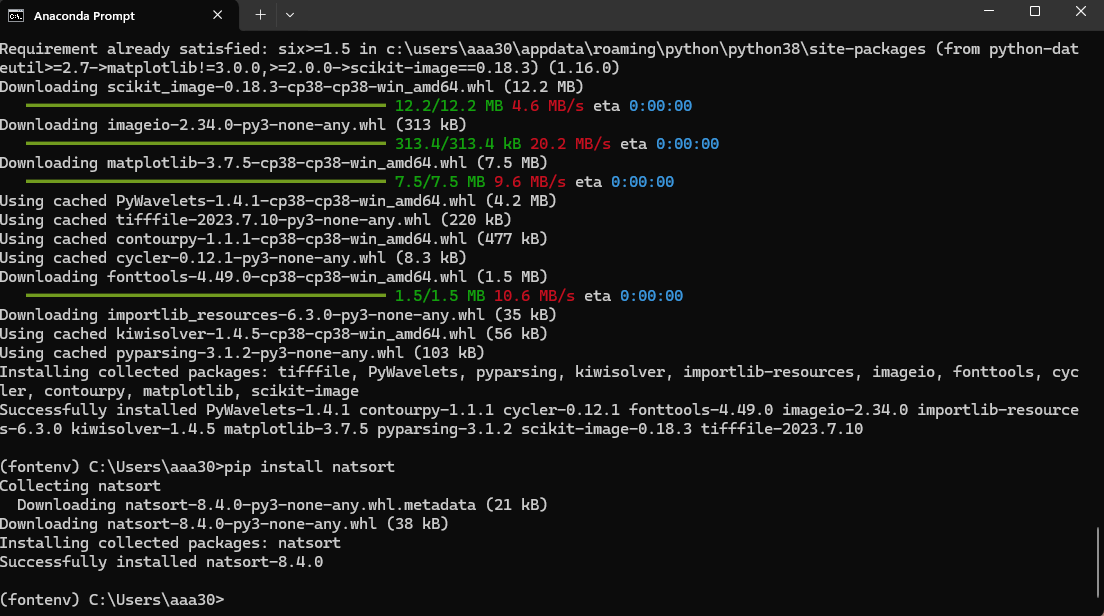 Anaconda Prompt
Requirement already satisfied: six>=1.5 in c:\users\aaa30\appdata\roaming\python\python38\site-packages (from python-dat
eutil>=2.7->matplotlib!=3.0.0,>=2.0.0->scikit-image==0.18.3) (1.16.0)
Downloading scikit_image-0.18.3-cp38-cp38-win_amd64.whl (12.2 MB)
12.2/12.2 MB 4.6 MB/s eta 0:00:00
Downloading imageio-2.34.0-py3-none-any.whl (313 kB)
313.4/313.4 kB 20.2 MB/s eta 0:00:00
Downloading matplotlib-3.7.5-cp38-cp38-win_amd64.whl (7.5 MB)
7.5/7.5 MB 9.6 MB/s eta 0:00:00
Using cached PyWavelets-1.4.1-cp38-cp38-win_amd64.whl (4.2 MB)
Using cached tifffile-2023.7.10-py3-none-any.whl (220 kB)
Using cached contourpy-1.1.1-cp38-cp38-win_amd64.whl (477 kB)
Using cached cycler-0.12.1-py3-none-any.whl (8.3 kB)
Downloading fonttools-4.49.0-cp38-cp38-win_amd64.whl (1.5 MB)
1.5/1.5 MB 10.6 MB/s eta 0:00:00
Downloading importlib_resources-6.3.0-py3-none-any.whl (35 kB)
Using cached kiwisolver-1.4.5-cp38-cp38-win_amd64.whl (56 kB)
Using cached pyparsing-3.1.2-py3-none-any.whl (103 kB)
Installing collected packages: tifffile, PyWavelets, pyparsing, kiwisolver, importlib-resources, imageio, fonttools, cyc
ler, contourpy, matplotlib, scikit-image
Successfully installed PyWavelets-1.4.1 contourpy-1.1.1 cycler-0.12.1 fonttools-4.49.0 imageio-2.34.0 importlib-resource
s-6.3.0 kiwisolver-1.4.5 matplotlib-3.7.5 pyparsing-3.1.2 scikit-image-0.18.3 tifffile-2023.7.10
(fontenv) C:\Users\aaa30>pip install natsort
Collecting natsort
Downloading natsort-8.4.0-py3-none-any.whl.metadata (21 kB)
Downloading natsort-8.4.0-py3-none-any.whl (38 kB)
Installing collected packages: natsort
Successfully installed natsort-8.4.0
(fontenv) C:\Users\aaa30>